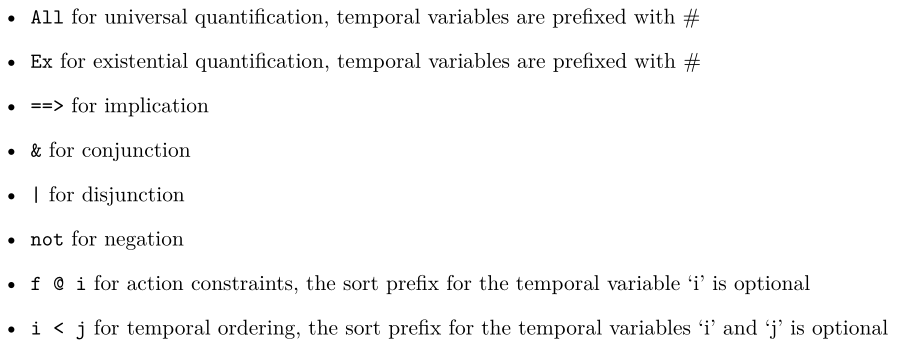 • All for universal quantification, temporal variables are prefixed with #
• Ex for existential quantification, temporal variables are prefixed with #
• ==> for implication
• & for conjunction
• | for disjunction
• not for negation
• f @ i for action constraints, the sort prefix for the temporal variable ‘i’ is optional
• i < j for temporal ordering, the sort prefix for the temporal variables ‘i’ and ‘j’ is optional